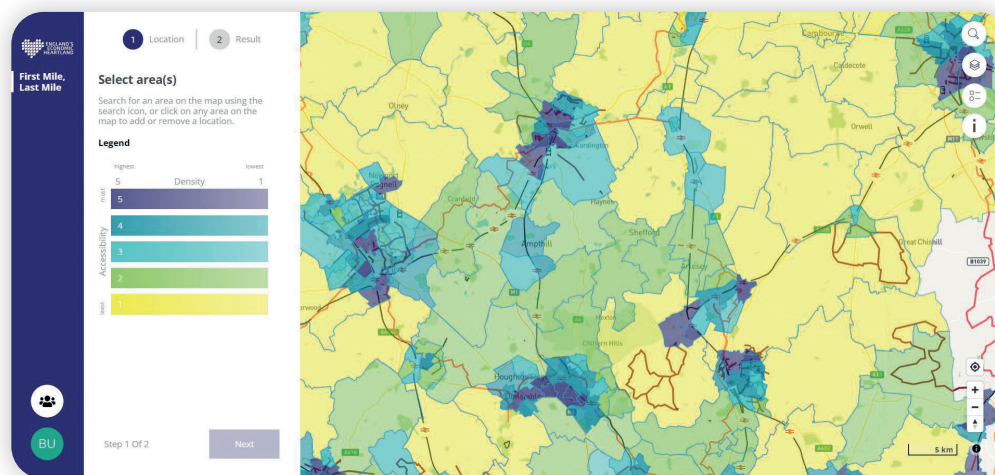 ENGLAND'S
ECONOMIC
HEARTLAND
First Mile,
Last Mile
BU
1 Location
2 Result
Select area(s)
Search for an area on the map using the
search icon, or click on any area on the
map to add or remove a location.
Legend
highest lowest
5 Density 1
most
Accessibility
least
5
4
3
2
1
Step 1 Of 2
Next
Cambourne
Caldecote
Olney
Orwell
Kardington
Cranfield
Haynes
Shefford
Ampthill
Great Chishill
B1039
Arlesey
M1
Hexton
Chiltern Hills
Houghton
Dunstable
5 km